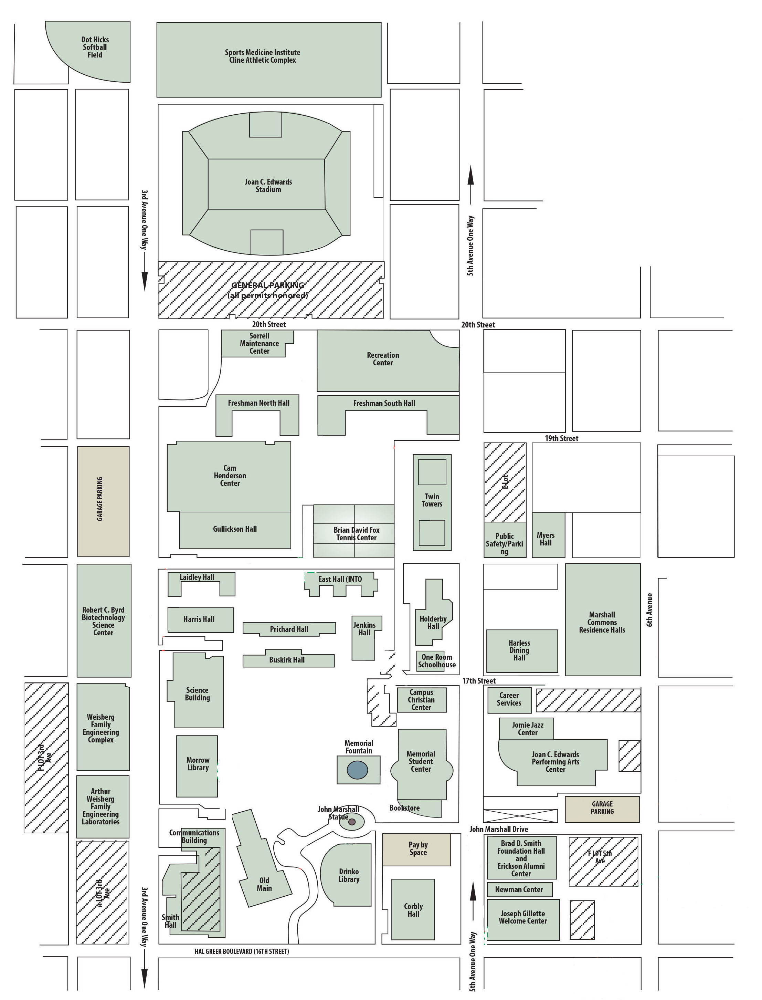 Dot Hicks
Softball
Field
Sports Medicine Institute
Cline Athletic Complex
Joan C. Edwards
Stadium
3rd Avenue One Way
5th Avenue One Way
GENERAL PARKING
(all permits honored)
20th Street
20th Street
Sorrell
Maintenance
Center
Recreation
Center
Freshman North Hall
Freshman South Hall
19th Street
Cam
Henderson
Center
GARAGE PARKING
Twin
Towers
E Lot
Gullickson Hall
Brian David Fox
Tennis Center
Public
Safety/Parki
ng
Myers
Hall
Laidley Hall
East Hall (INTO
Robert C. Byrd
Biotechnology
Science
Center
Harris Hall
Prichard Hall
Jenkins
Hall
Holderby
Hall
Marshall
Commons
Residence Halls
6th Avenue
Harless
Dining
Hall
Buskirk Hall
One Room
Schoolhouse
17th Street
Science
Building
Campus
Christian
Center
Career
Services
Weisberg
Family
Engineering
Complex
Jomie Jazz
Center
F LOT 3rd
Ave
Morrow
Library
Memorial
Fountain
Memorial
Student
Center
Joan C. Edwards
Performing Arts
Center
Arthur
Weisberg
Family
Engineering
Laboratories
John Marshall
Statue
Bookstore
GARAGE
PARKING
John Marshall Drive
Communications
Building
Pay by
Space
Brad D. Smith
Foundation Hall
and
Erickson Alumni
Center
F LOT 5th
Ave
A LOT 3rd
Ave
Old
Main
Drinko
Library
Newman Center
Corbly
Hall
Smith
Hall
Joseph Gillette
Welcome Center
3rd Avenue One Way
5th Avenue One Way
HAL GREER BOULEVARD (16TH STREET)